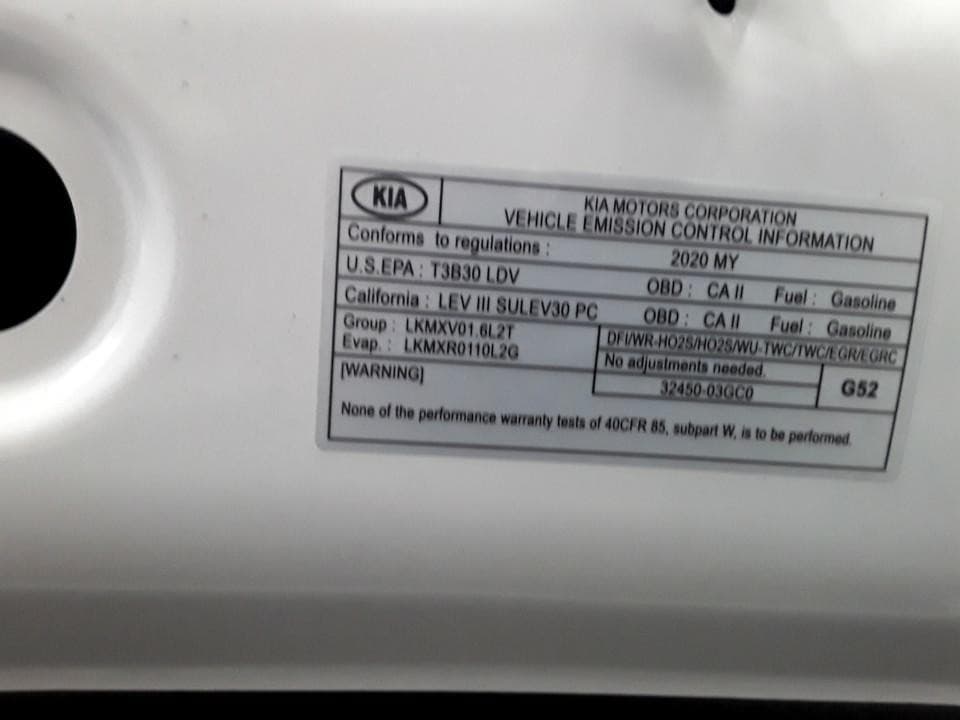 KIA
KIA MOTORS CORPORATION
VEHICLE EMISSION CONTROL INFORMATION
Conforms to regulations : 2020 MY
U.S.EPA : T3B30 LDV OBD : CA II Fuel : Gasoline
California : LEV III SULEV30 PC OBD : CA II Fuel : Gasoline
Group : LKMXV01.6L2T
Evap. : LKMXR0110L2G
DFI/WR-HO2S/HO2S/WU-TWC/TWC/EGR/EGRC
No adjustments needed.
32450-03GC0
G52
[WARNING]
None of the performance warranty tests of 40CFR 85, subpart W, is to be performed.